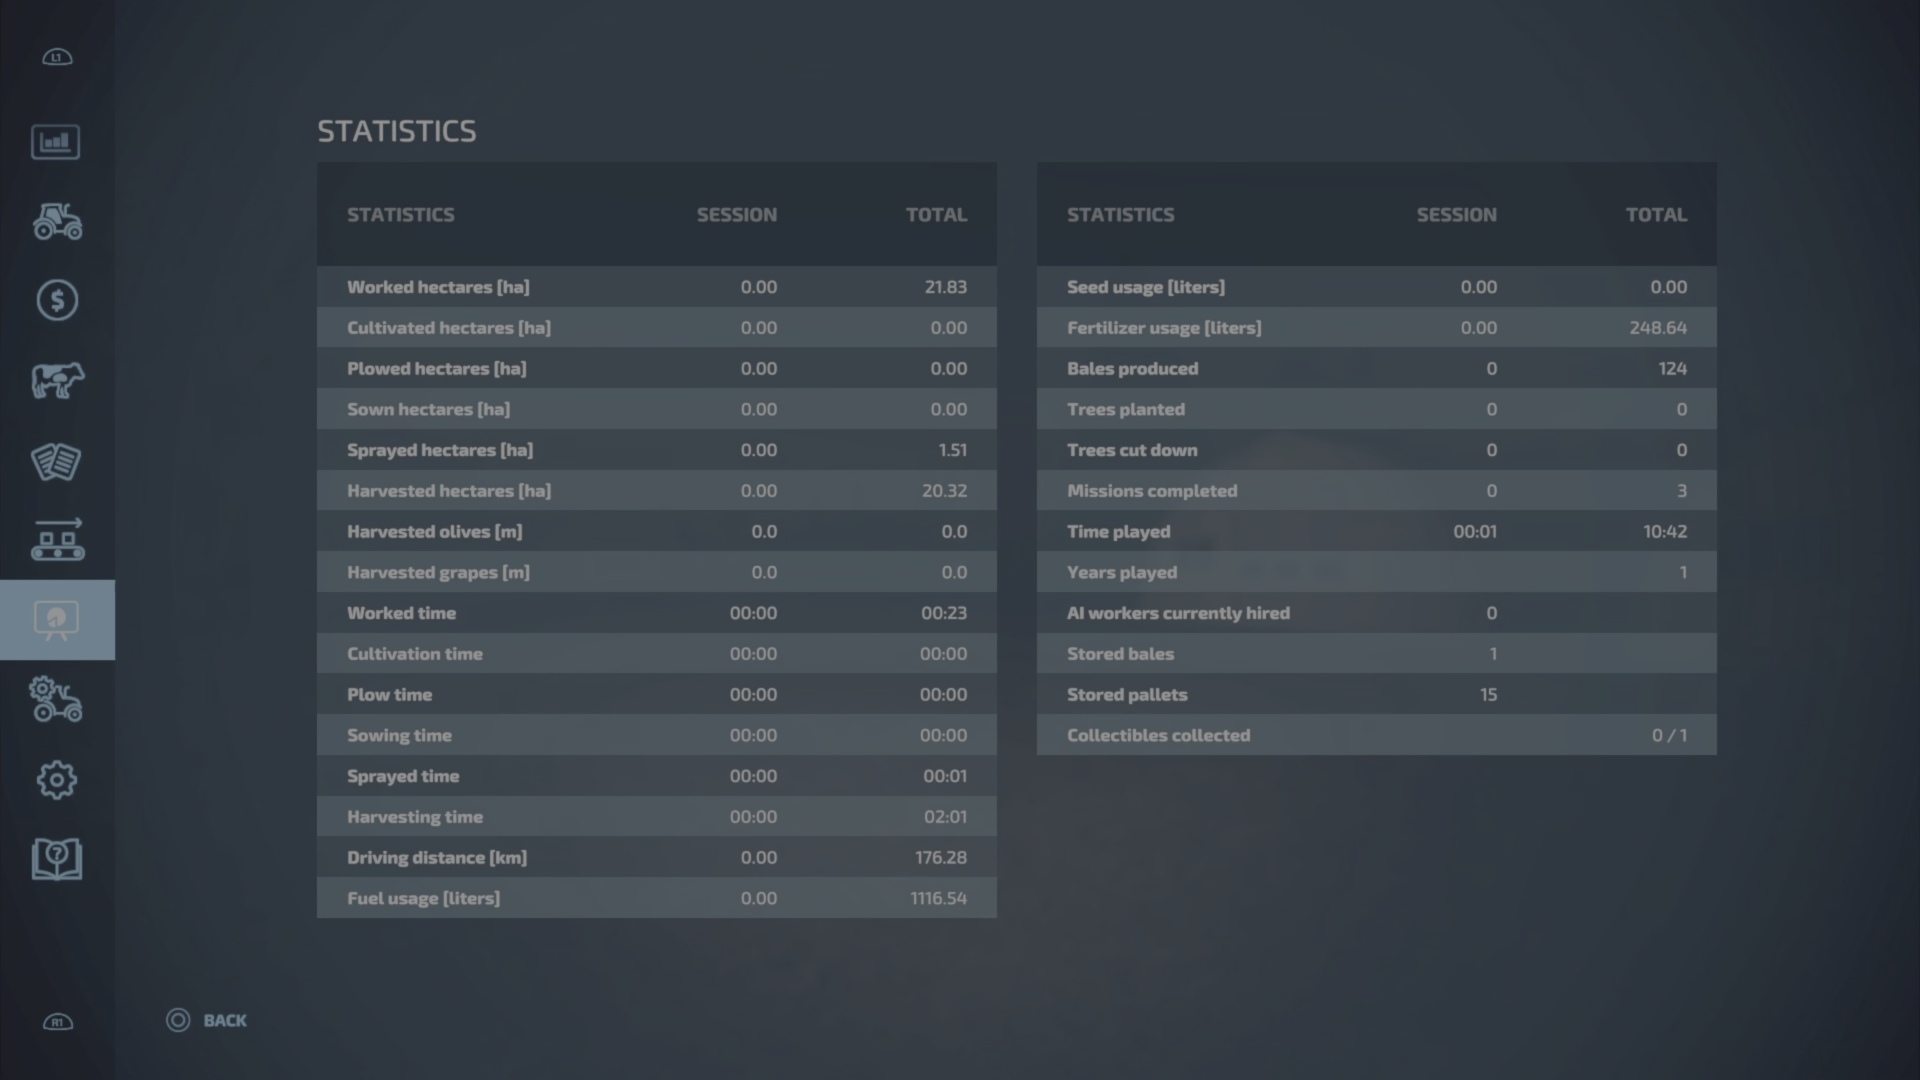 L1
STATISTICS
STATISTICS SESSION TOTAL
Worked hectares [ha] 0.00 21.83
Cultivated hectares [ha] 0.00 0.00
Plowed hectares [ha] 0.00 0.00
Sown hectares [ha] 0.00 0.00
Sprayed hectares [ha] 0.00 1.51
Harvested hectares [ha] 0.00 20.32
Harvested olives [m] 0.0 0.0
Harvested grapes [m] 0.0 0.0
Worked time 00:00 00:23
Cultivation time 00:00 00:00
Plow time 00:00 00:00
Sowing time 00:00 00:00
Sprayed time 00:00 00:01
Harvesting time 00:00 02:01
Driving distance [km] 0.00 176.28
Fuel usage [liters] 0.00 1116.54
STATISTICS SESSION TOTAL
Seed usage [liters] 0.00 0.00
Fertilizer usage [liters] 0.00 248.64
Bales produced 0 124
Trees planted 0 0
Trees cut down 0 0
Missions completed 0 3
Time played 00:01 10:42
Years played 1
AI workers currently hired 0
Stored bales 1
Stored pallets 15
Collectibles collected 0 / 1
R1
BACK